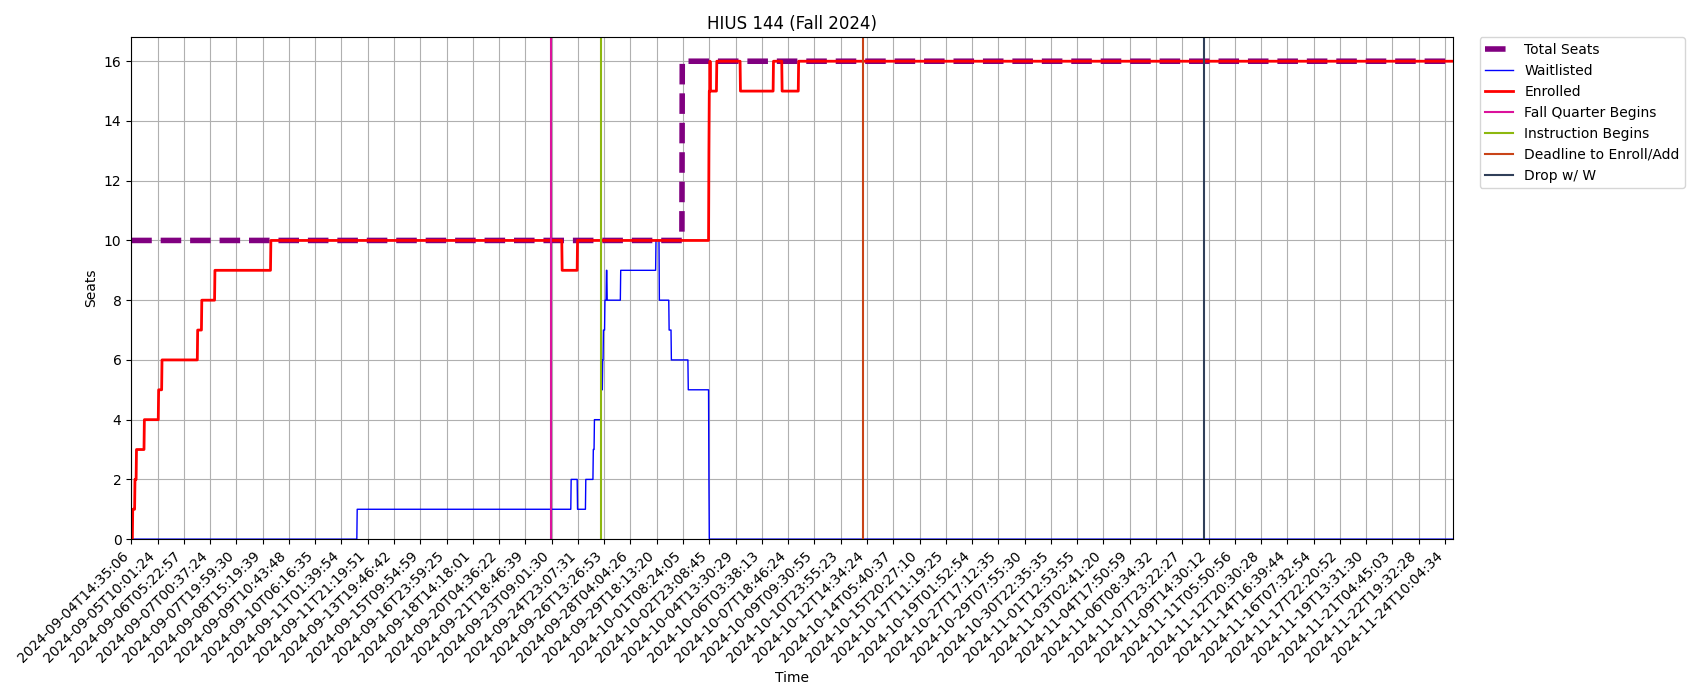 HIUS 144 (Fall 2024)
Total Seats
Waitlisted
Enrolled
Fall Quarter Begins
Instruction Begins
Deadline to Enroll/Add
Drop w/ W
Seats
16
14
12
10
8
6
4
2
0
2024-09-04T14:35:06
2024-09-05T10:01:24
2024-09-06T05:22:57
2024-09-07T00:37:24
2024-09-07T19:59:30
2024-09-08T15:19:39
2024-09-09T10:43:48
2024-09-10T06:16:35
2024-09-11T01:39:54
2024-09-11T21:19:51
2024-09-13T19:46:42
2024-09-15T09:54:59
2024-09-16T23:59:25
2024-09-18T14:18:01
2024-09-20T04:36:22
2024-09-21T18:46:39
2024-09-23T09:01:30
2024-09-24T23:07:31
2024-09-26T13:26:53
2024-09-28T04:04:26
2024-09-29T18:13:20
2024-10-01T08:24:05
2024-10-02T23:08:45
2024-10-04T13:30:29
2024-10-06T03:38:13
2024-10-07T18:46:24
2024-10-09T09:30:55
2024-10-10T23:55:23
2024-10-12T14:34:24
2024-10-14T05:40:37
2024-10-15T20:27:10
2024-10-17T11:19:25
2024-10-19T01:52:54
2024-10-27T17:12:35
2024-10-29T07:55:30
2024-10-30T22:35:35
2024-11-01T12:53:55
2024-11-03T02:41:20
2024-11-04T17:50:59
2024-11-06T08:34:32
2024-11-07T23:22:27
2024-11-09T14:30:12
2024-11-11T05:50:56
2024-11-12T20:30:28
2024-11-14T16:39:44
2024-11-16T07:32:54
2024-11-17T22:20:52
2024-11-19T13:31:30
2024-11-21T04:45:03
2024-11-22T19:32:28
2024-11-24T10:04:34
Time